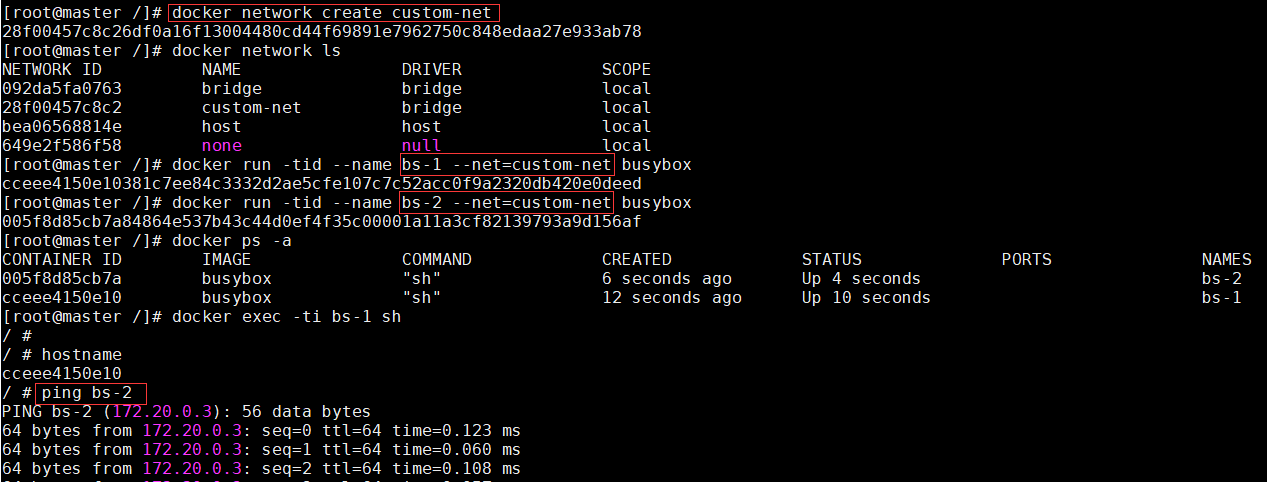 [root@master /]# docker network create custom-net
28f00457c8c26df0a16f13004480cd44f69891e7962750c848edaa27e933ab78
[root@master /]# docker network ls
NETWORK ID NAME DRIVER SCOPE
092da5fa0763 bridge bridge local
28f00457c8c2 custom-net bridge local
bea06568814e host host local
649e2f586f58 none null local
[root@master /]# docker run -tid --name bs-1 --net=custom-net busybox
cceee4150e10381c7ee84c3332d2ae5cfe107c7c52acc0f9a2320db420e0deed
[root@master /]# docker run -tid --name bs-2 --net=custom-net busybox
005f8d85cb7a84864e537b43c44d0ef4f35c00001a11a3cf82139793a9d156af
[root@master /]# docker ps -a
CONTAINER ID IMAGE COMMAND CREATED STATUS PORTS NAMES
005f8d85cb7a busybox "sh" 6 seconds ago Up 4 seconds bs-2
cceee4150e10 busybox "sh" 12 seconds ago Up 10 seconds bs-1
[root@master /]# docker exec -ti bs-1 sh
/ #
/ # hostname
cceee4150e10
/ # ping bs-2
PING bs-2 (172.20.0.3): 56 data bytes
64 bytes from 172.20.0.3: seq=0 ttl=64 time=0.123 ms
64 bytes from 172.20.0.3: seq=1 ttl=64 time=0.060 ms
64 bytes from 172.20.0.3: seq=2 ttl=64 time=0.108 ms